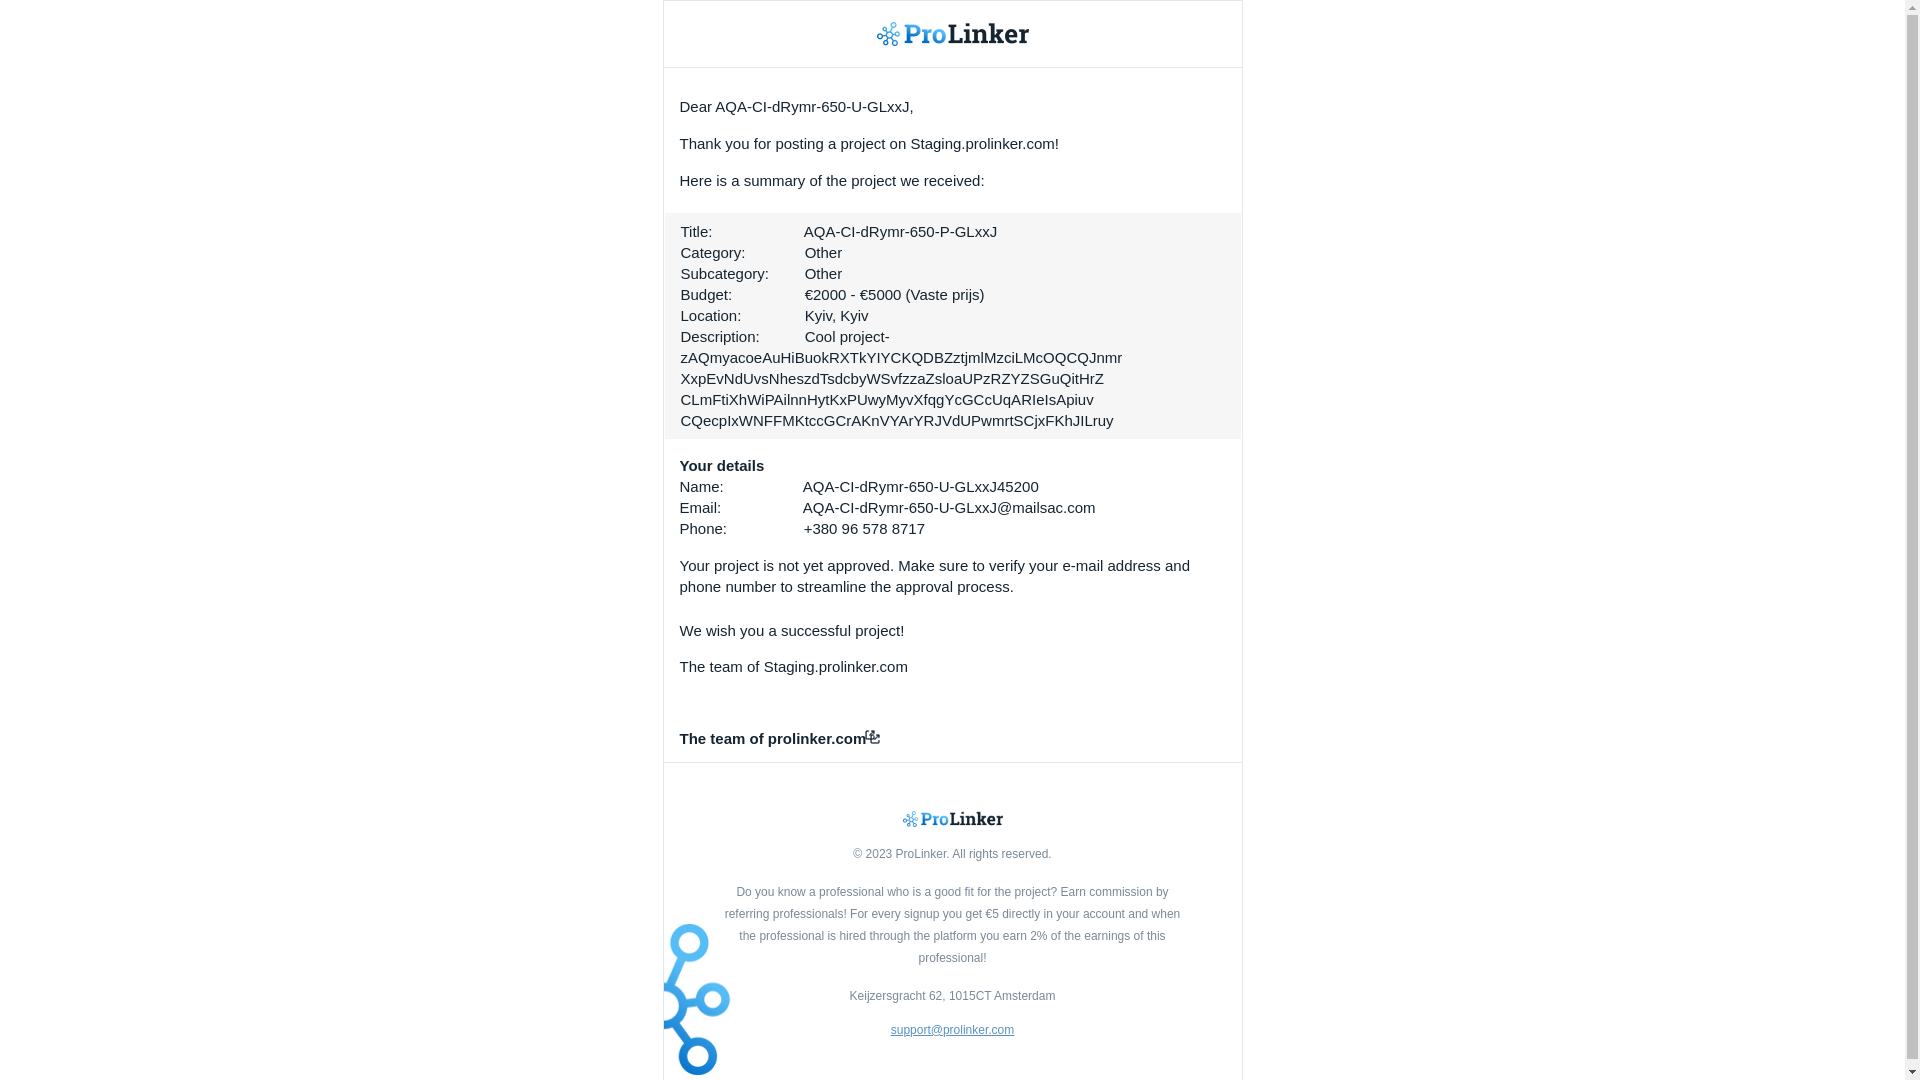 ProLinker
Dear AQA-CI-dRymr-650-U-GLxxJ,
Thank you for posting a project on Staging.prolinker.com!
Here is a summary of the project we received:
Title: AQA-CI-dRymr-650-P-GLxxJ
Category: Other
Subcategory: Other
Budget: €2000 - €5000 (Vaste prijs)
Location: Kyiv, Kyiv
Description: Cool project-
zAQmyacoeAuHiBuokRXTkYIYCKQDBZztjmlMzciLMcOQCQJnmr
XxpEvNdUvsNheszdTsdcbyWSvfzzaZsloaUPzRZYZSGuQitHrZ
CLmFtiXhWiPAilnnHytKxPUwyMyvXfqgYcGCcUqARIeIsApiuv
CQecpIxWNFFMKtccGCrAKnVYArYRJVdUPwmrtSCjxFKhJILruy
Your details
Name: AQA-CI-dRymr-650-U-GLxxJ45200
Email: AQA-CI-dRymr-650-U-GLxxJ@mailsac.com
Phone: +380 96 578 8717
Your project is not yet approved. Make sure to verify your e-mail address and
phone number to streamline the approval process.
We wish you a successful project!
The team of Staging.prolinker.com
The team of prolinker.com
ProLinker
© 2023 ProLinker. All rights reserved.
Do you know a professional who is a good fit for the project? Earn commission by
referring professionals! For every signup you get €5 directly in your account and when
the professional is hired through the platform you earn 2% of the earnings of this
professional!
Keijzersgracht 62, 1015CT Amsterdam
support@prolinker.com